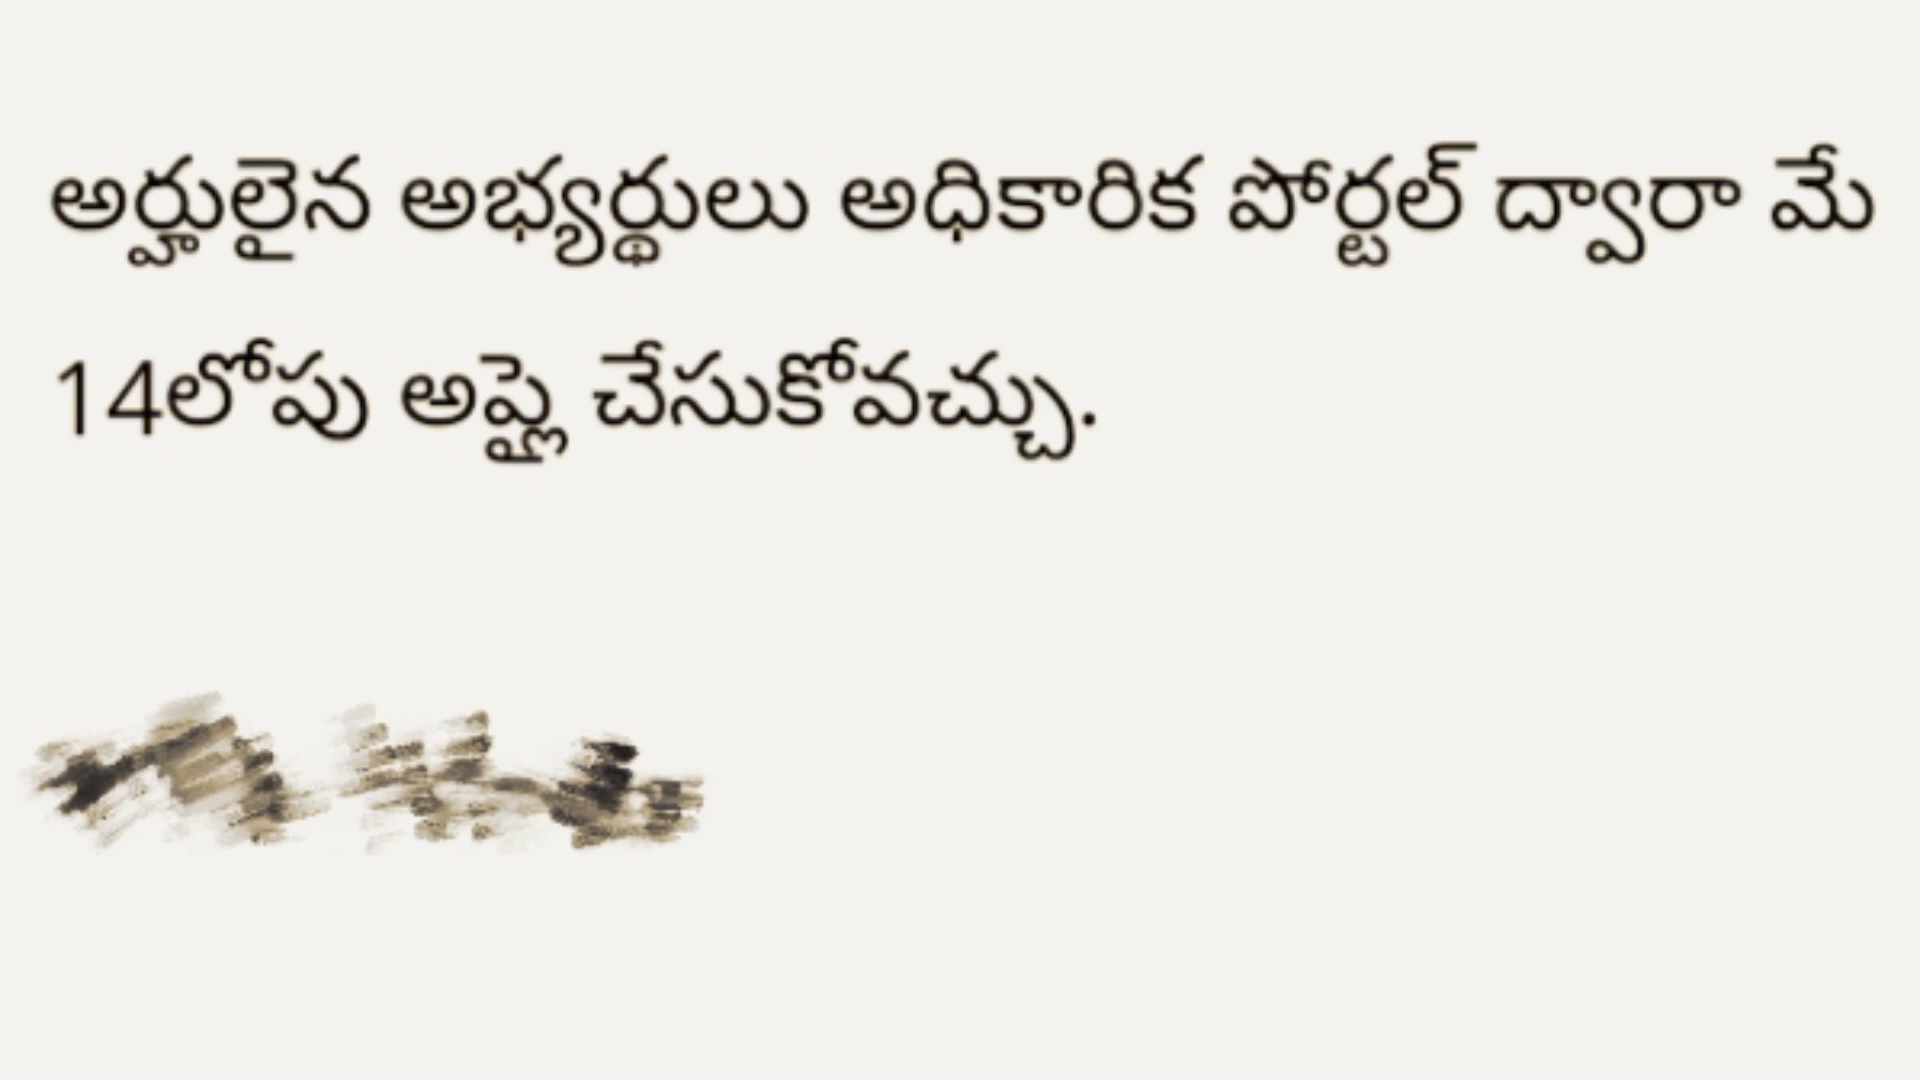 అర్హులైన అభ్యర్థులు అధికారిక పోర్టల్ ద్వారా మే
14లోపు అప్లై చేసుకోవచ్చు.